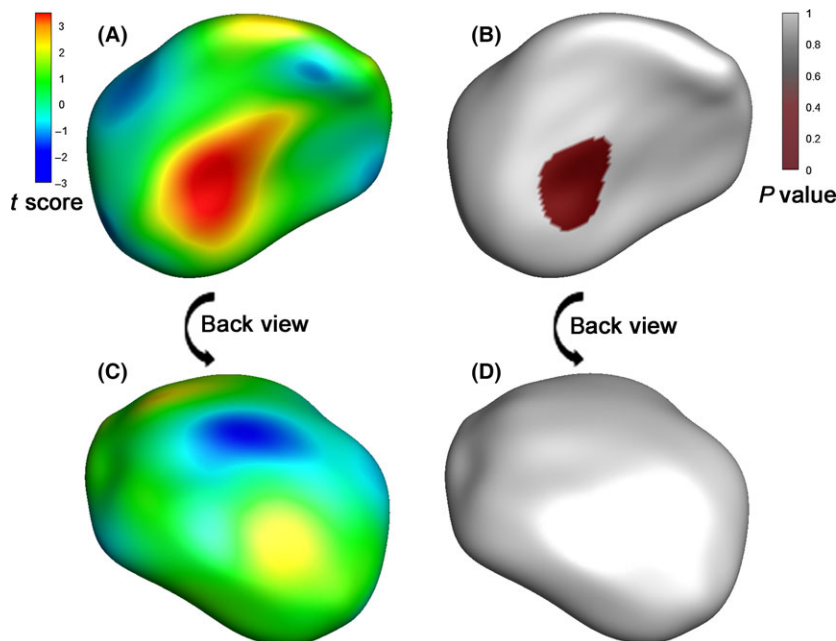 (A)
(B)
3
2
1
0
−1
−2
−3
t score
1
0.8
0.6
0.4
0.2
0
P value
Back view
Back view
(C)
(D)